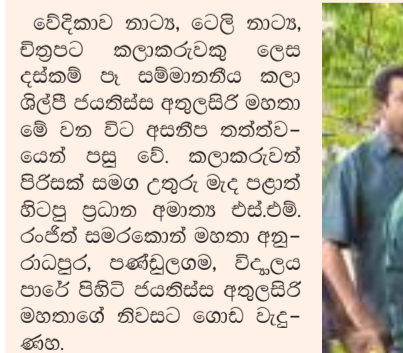 වේදිකාව නාට්‍ය, ටෙලි නාට්‍ය,
චිත්‍රපට කලාකරුවකු ලෙස
දස්කම් පෑ සම්මානනීය කලා
ශිල්පී ජයතිස්ස අතුලසිරි මහතා
මේ වන විට අසනීප තත්ත්ව-
යෙන් පසු වේ. කලාකරුවන්
පිරිසක් සමග උතුරු මැද පළාත්
හිටපු ප්‍රධාන අමාත්‍ය එස්.එම්.
රංජිත් සමරකොන් මහතා අනු-
රාධපුර, පණ්ඩුලගම, විද්‍යාලය
පාරේ පිහිටි ජයතිස්ස අතුලසිරි
මහතාගේ නිවසට ගොඩ වැදු-
ණහ.